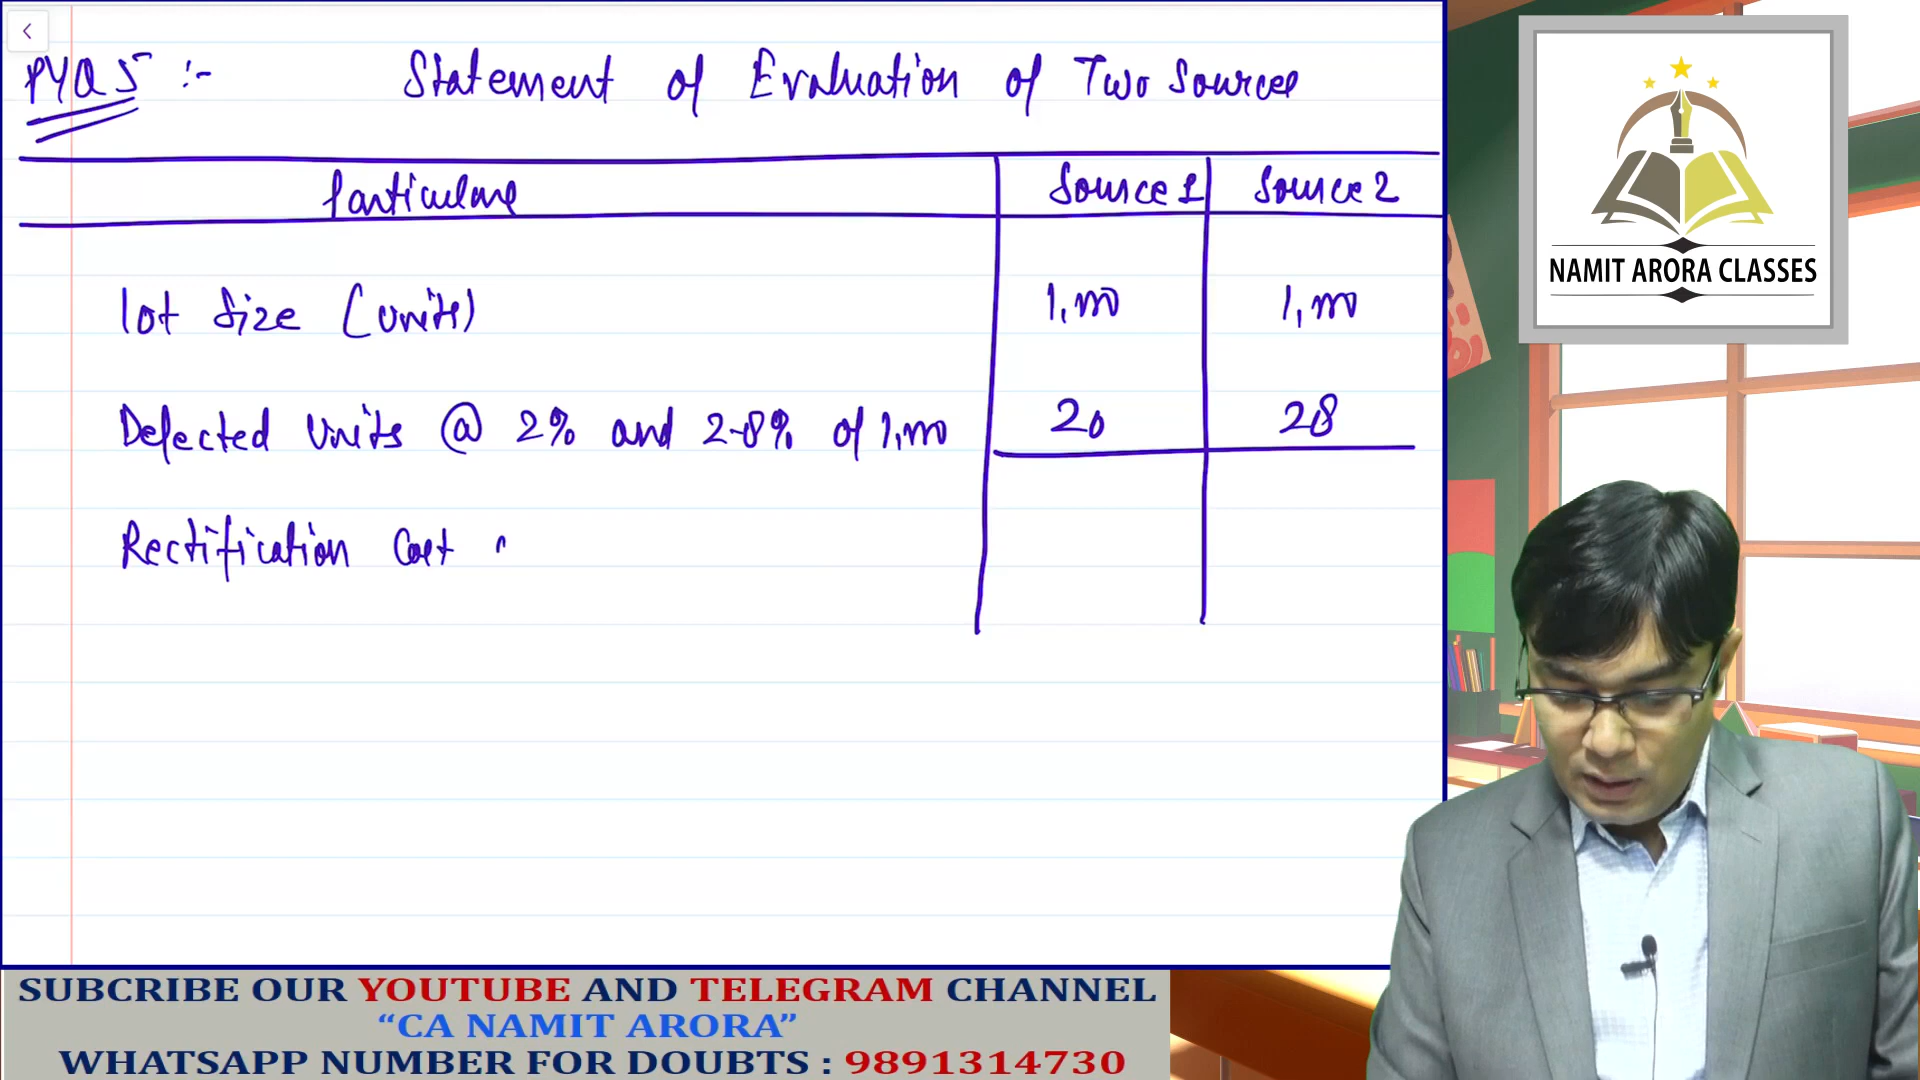 PYQ 5 :- Statement of Evaluation of Two Sources
Particulars Source 1 Source 2
Lot Size (Units) 1,000 1,000
Defected Units @ 2% and 2.8% of 1,000 20 28
Rectification Cost
NAMIT ARORA CLASSES
SUBCRIBE OUR YOUTUBE AND TELEGRAM CHANNEL
“CA NAMIT ARORA”
WHATSAPP NUMBER FOR DOUBTS : 9891314730